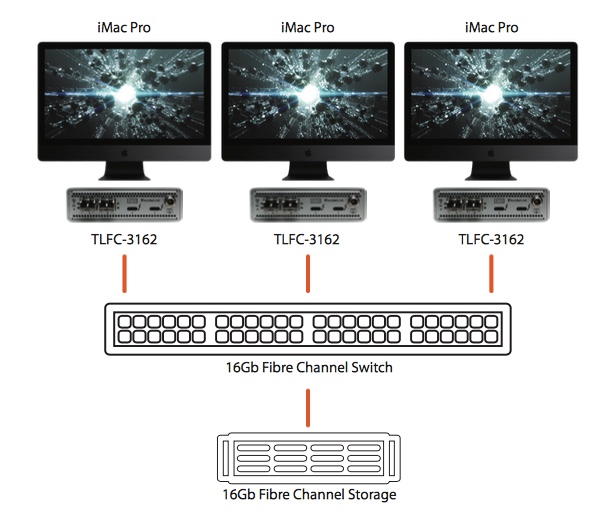 iMac Pro
iMac Pro
iMac Pro
TLFC-3162
TLFC-3162
TLFC-3162
16Gb Fibre Channel Switch
16Gb Fibre Channel Storage